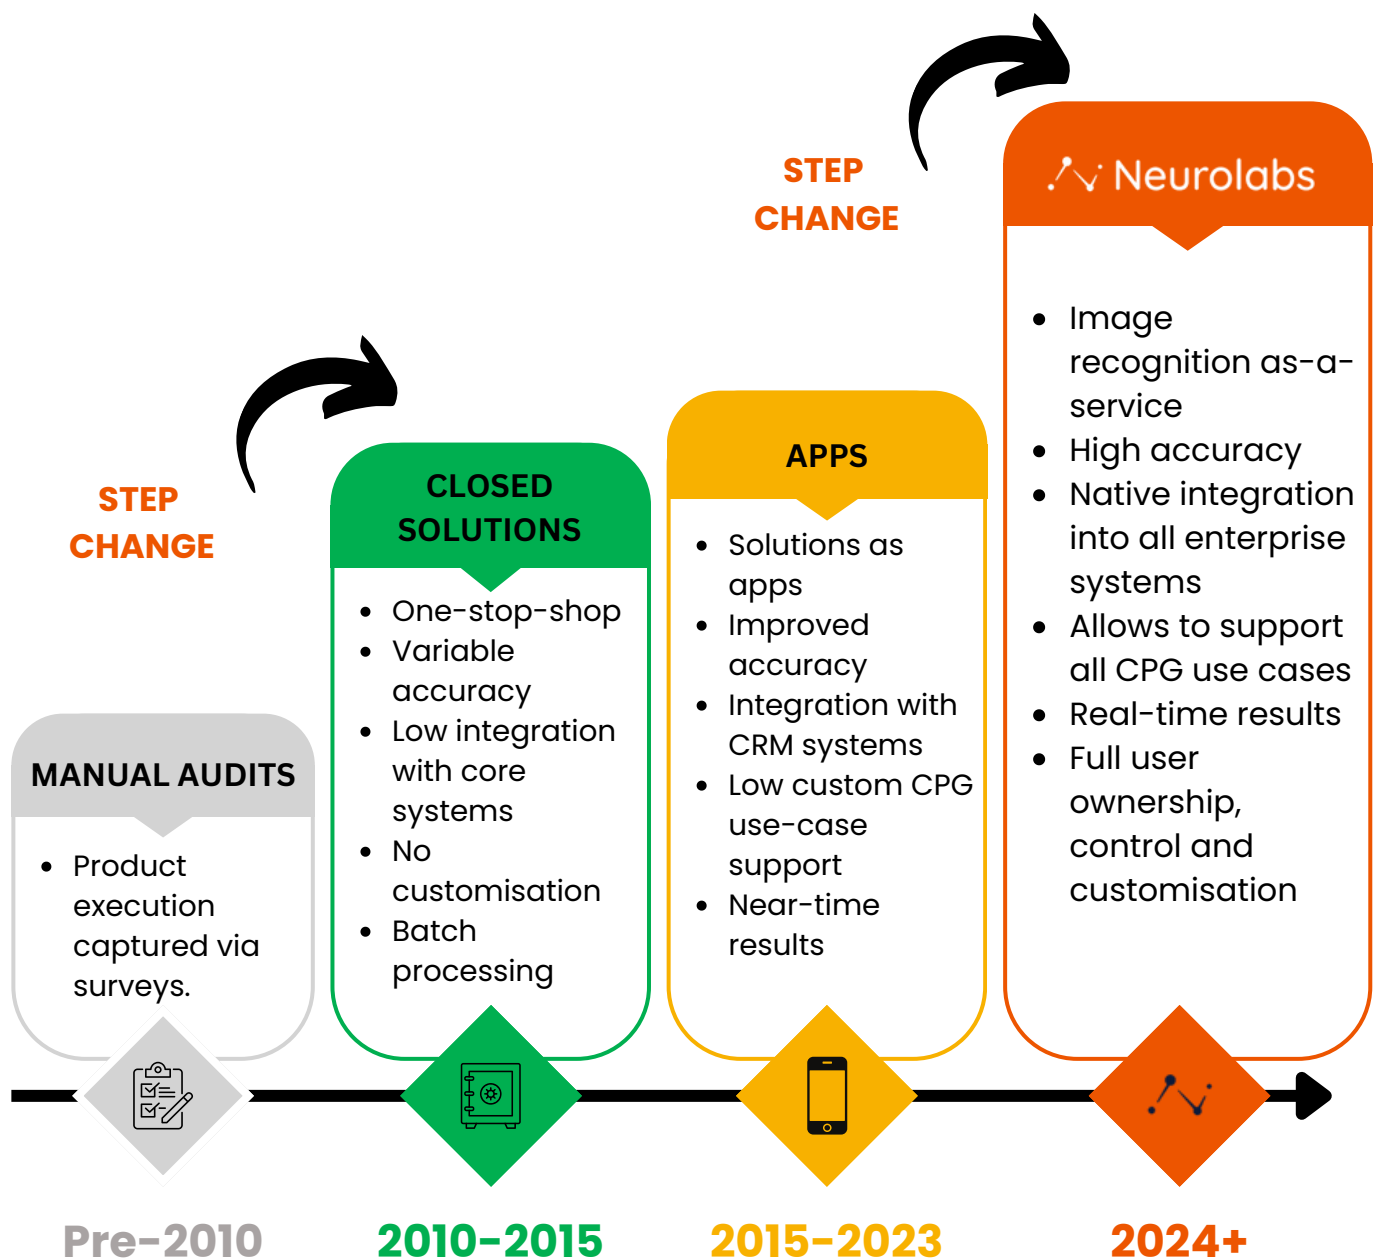 STEP
CHANGE
Neurolabs
• Image
recognition as-a-
service
• High accuracy
• Native integration
into all enterprise
systems
• Allows to support
all CPG use cases
• Real-time results
• Full user
ownership,
control and
customisation
STEP
CHANGE
CLOSED
SOLUTIONS
• One-stop-shop
• Variable
accuracy
• Low integration
with core
systems
• No
customisation
• Batch
processing
APPS
• Solutions as
apps
• Improved
accuracy
• Integration with
CRM systems
• Low custom CPG
use-case
support
• Near-time
results
MANUAL AUDITS
• Product
execution
captured via
surveys.
Pre-2010
2010-2015
2015-2023
2024+